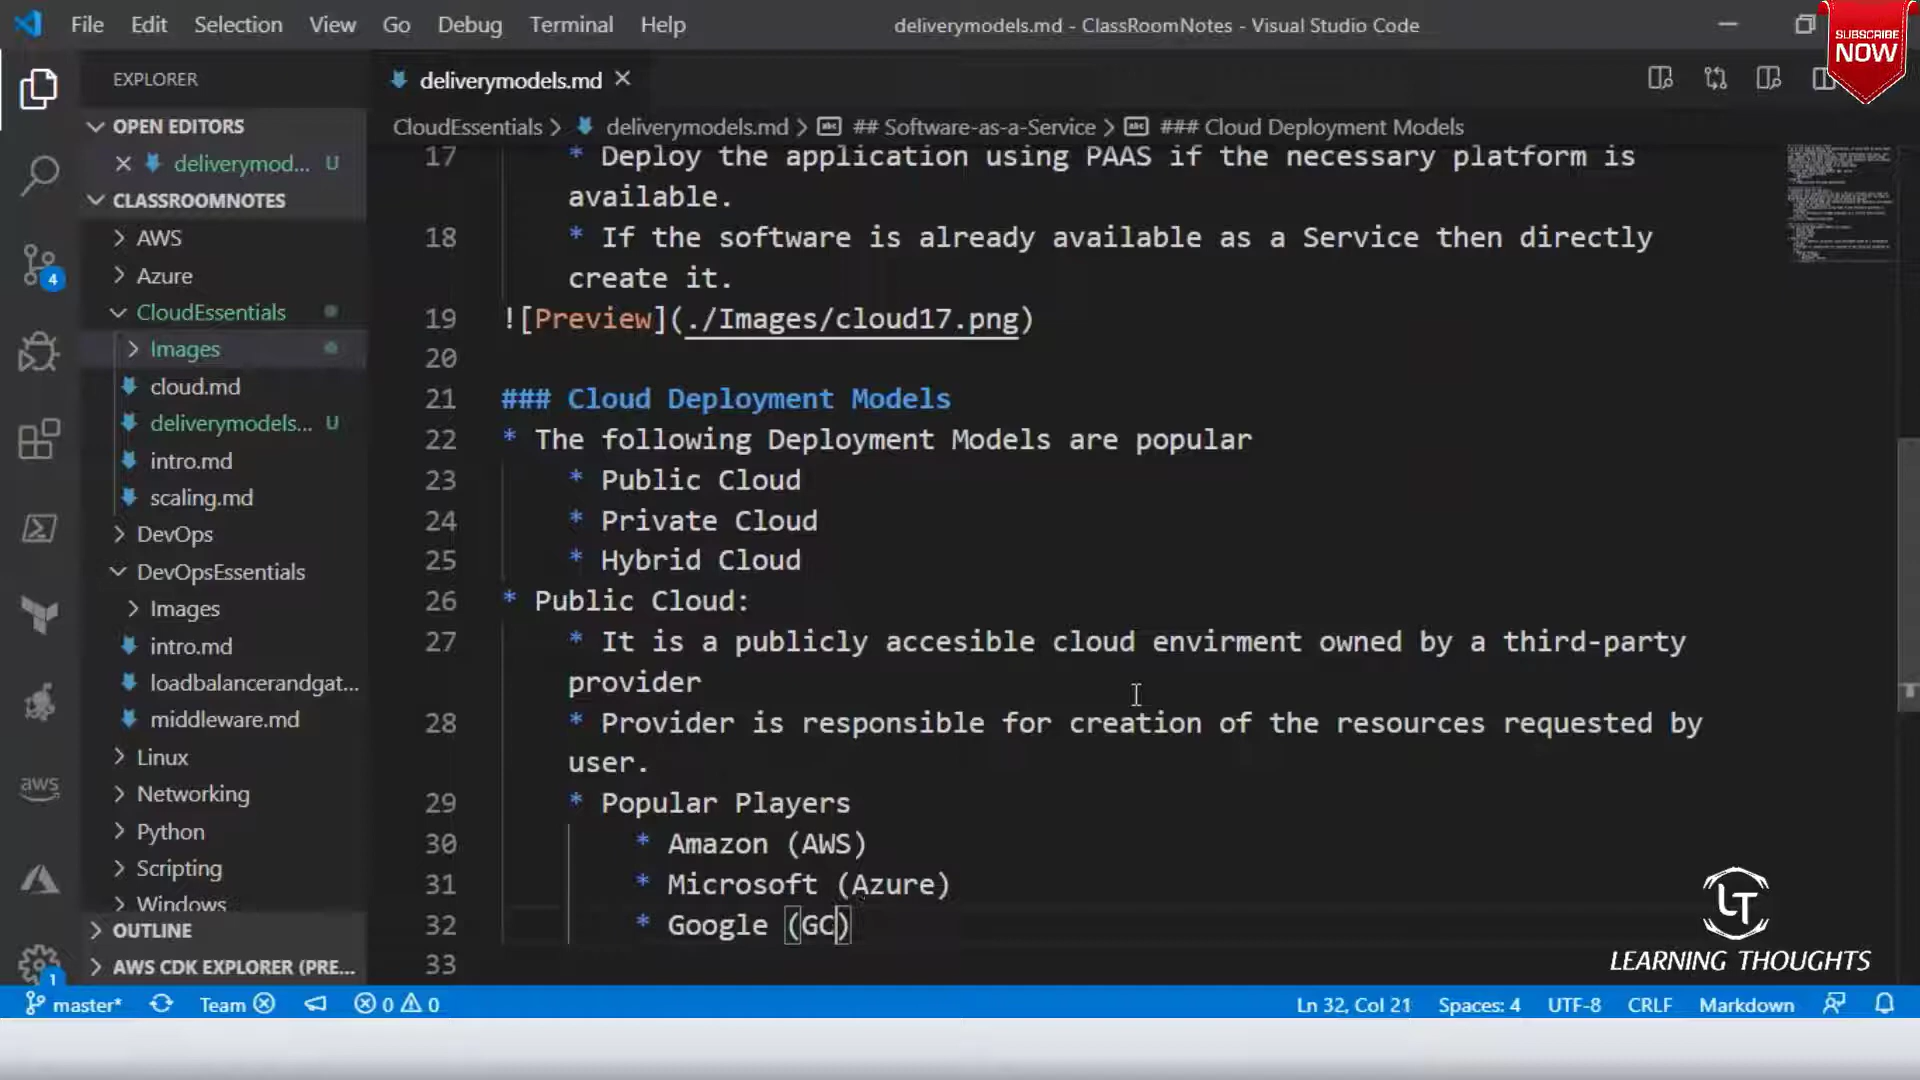 File Edit Selection View Go Debug Terminal Help deliverymodels.md - ClassRoomNotes - Visual Studio Code
SUBSCRIBE
NOW
EXPLORER
deliverymodels.md
OPEN EDITORS
deliverymod... U
CLASSROOMNOTES
AWS
Azure
CloudEssentials
Images
cloud.md
deliverymodels... U
intro.md
scaling.md
DevOps
DevOpsEssentials
Images
intro.md
loadbalancerandgat...
middleware.md
Linux
Networking
Python
Scripting
Windows
OUTLINE
AWS CDK EXPLORER (PRE...
4
aws
1
CloudEssentials > deliverymodels.md > ## Software-as-a-Service > ### Cloud Deployment Models
17 * Deploy the application using PAAS if the necessary platform is
available.
18 * If the software is already available as a Service then directly
create it.
19 ![Preview](./Images/cloud17.png)
20
21 ### Cloud Deployment Models
22 * The following Deployment Models are popular
23 * Public Cloud
24 * Private Cloud
25 * Hybrid Cloud
26 * Public Cloud:
27 * It is a publicly accesible cloud envirment owned by a third-party
provider
28 * Provider is responsible for creation of the resources requested by
user.
29 * Popular Players
30 * Amazon (AWS)
31 * Microsoft (Azure)
32 * Google (GC)
33
LT
LEARNING THOUGHTS
master* Team 0 0 Ln 32, Col 21 Spaces: 4 UTF-8 CRLF Markdown